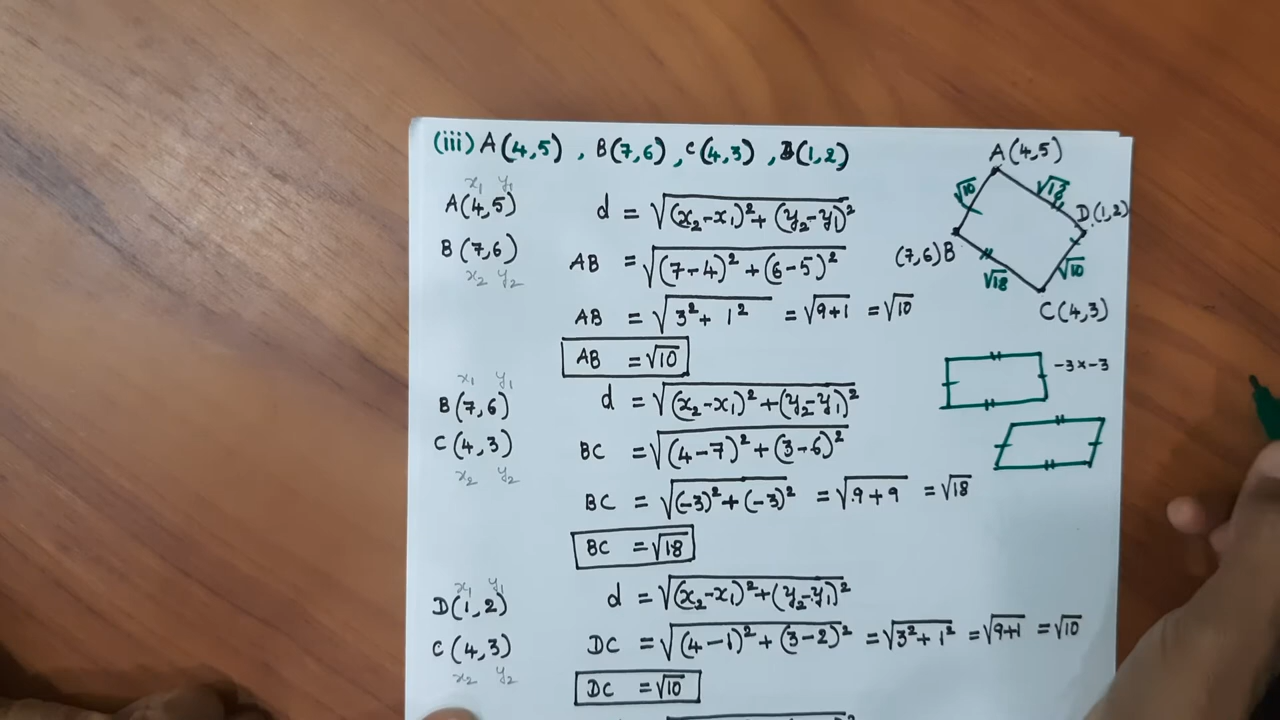 (iii) A(4,5) , B(7,6) , C(4,3) , D(1,2)
x₁ y₁
A(4,5)
d = √(x₂-x₁)²+(y₂-y₁)²
B(7,6)
x₂ y₂
AB = √(7-4)²+(6-5)²
AB = √3²+1² = √9+1 = √10
AB = √10
x₁ y₁
B(7,6)
d = √(x₂-x₁)²+(y₂-y₁)²
C(4,3)
x₂ y₂
BC = √(4-7)²+(3-6)²
BC = √(-3)²+(-3)² = √9+9 = √18
BC = √18
x₁ y₁
D(1,2)
d = √(x₂-x₁)²+(y₂-y₁)²
C(4,3)
x₂ y₂
DC = √(4-1)²+(3-2)² = √3²+1² = √9+1 = √10
DC = √10
A(4,5)
√10
√18
D(1,2)
(7,6)B
√18
√10
C(4,3)
-3×-3